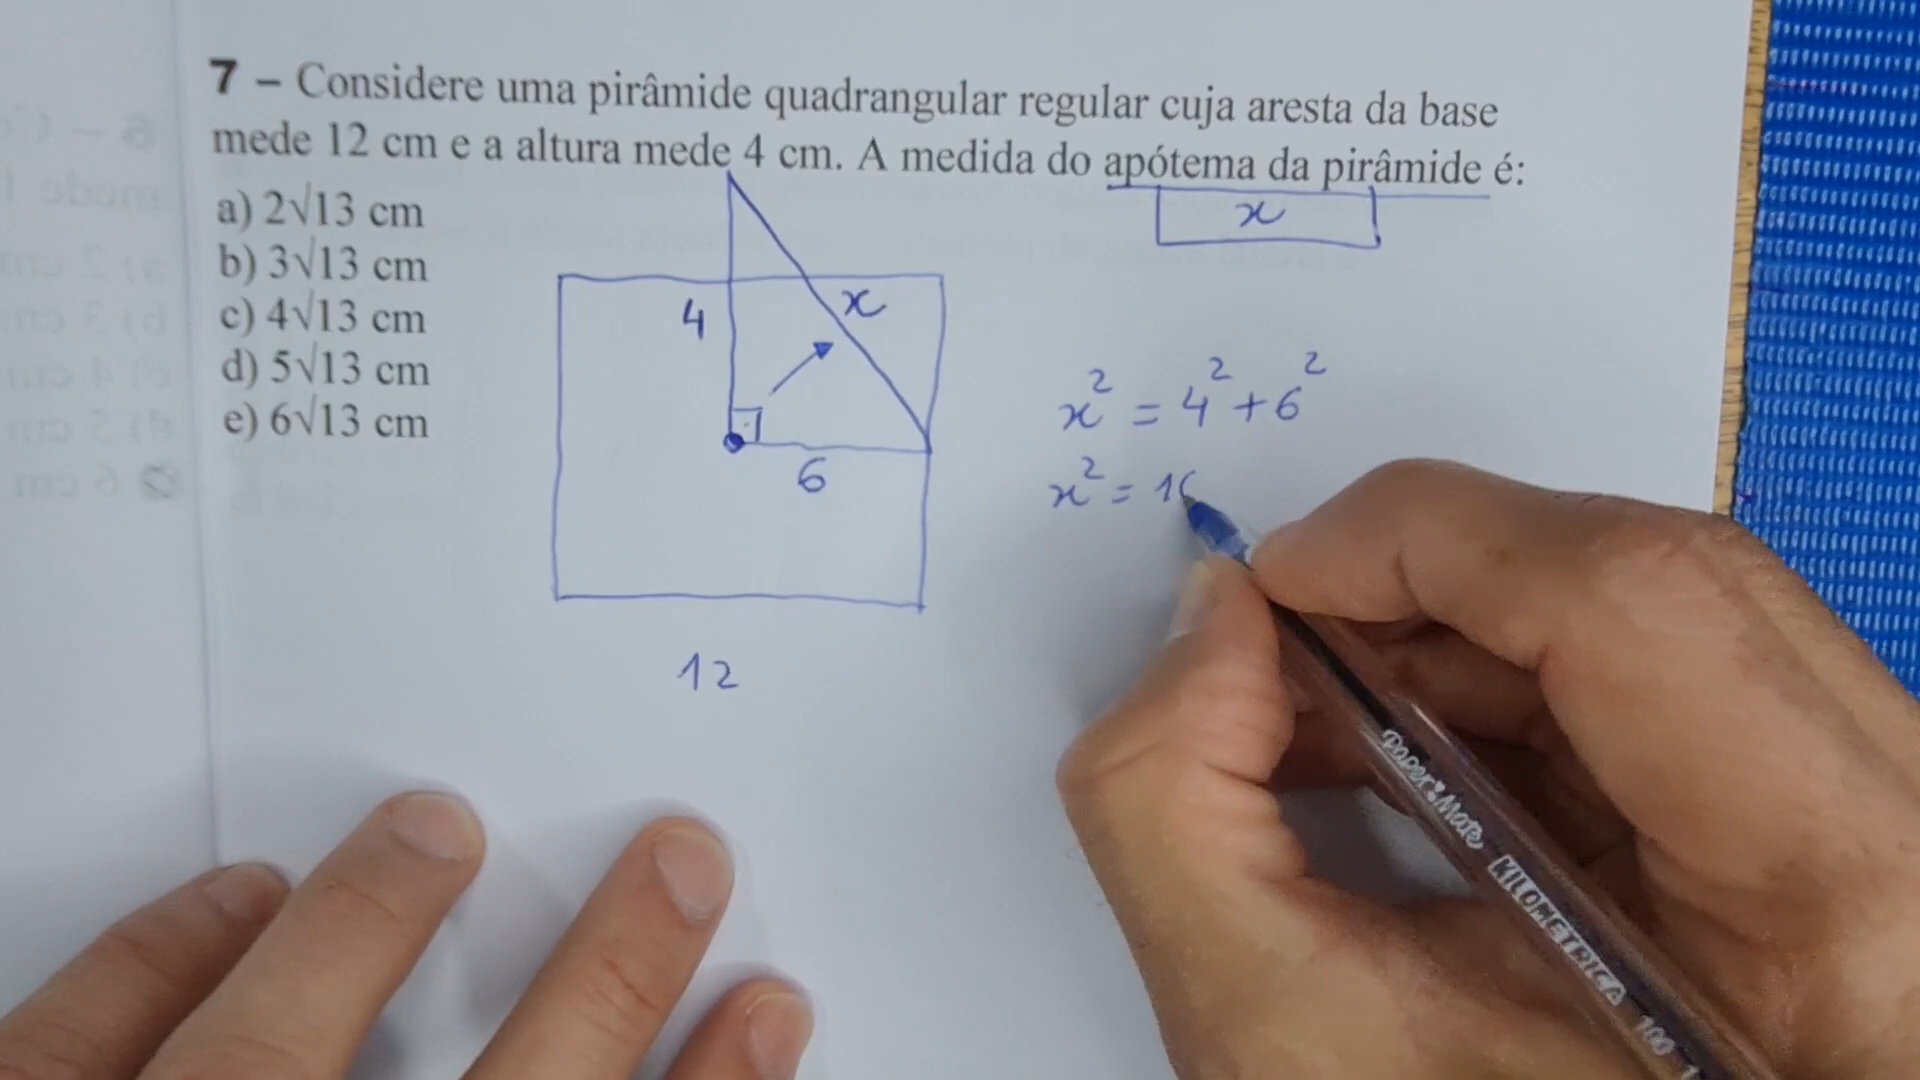 7 – Considere uma pirâmide quadrangular regular cuja aresta da base
mede 12 cm e a altura mede 4 cm. A medida do apótema da pirâmide é:
a) 2√13 cm
b) 3√13 cm
c) 4√13 cm
d) 5√13 cm
e) 6√13 cm
x
4
x
6
12
x² = 4² + 6²
x² = 16
Paper Mate KILOMETRICA 100